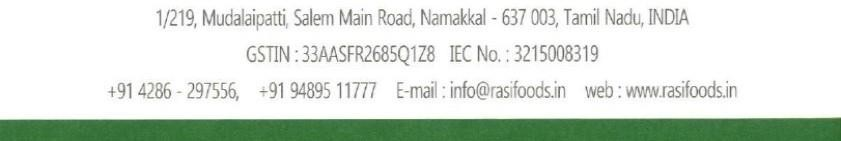 1/219, Mudalaipatti, Salem Main Road, Namakkal - 637 003, Tamil Nadu, INDIA
GSTIN : 33AASFR2685Q1Z8 IEC No. : 3215008319
+91 4286 - 297556, +91 94895 11777 E-mail : info@rasifoods.in web : www.rasifoods.in